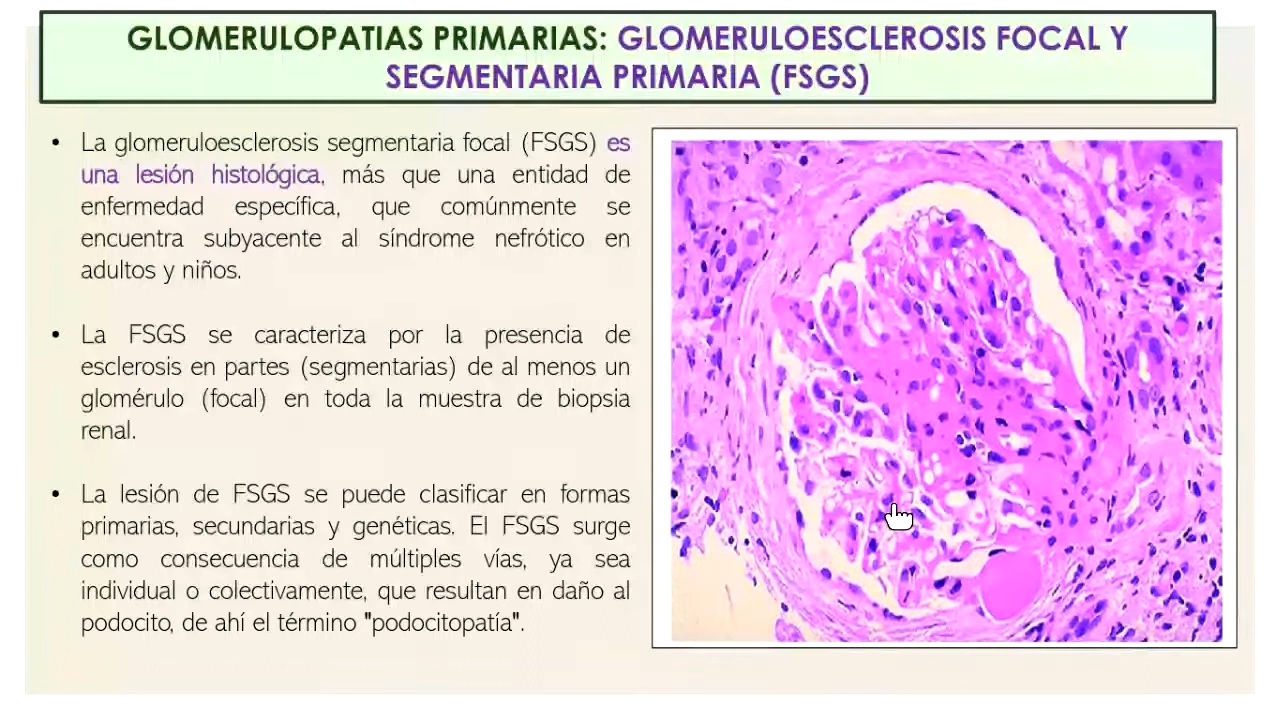 GLOMERULOPATIAS PRIMARIAS: GLOMERULOESCLEROSIS FOCAL Y
SEGMENTARIA PRIMARIA (FSGS)
• La glomeruloesclerosis segmentaria focal (FSGS) es
una lesión histológica, más que una entidad de
enfermedad específica, que comúnmente se
encuentra subyacente al síndrome nefrótico en
adultos y niños.
• La FSGS se caracteriza por la presencia de
esclerosis en partes (segmentarias) de al menos un
glomérulo (focal) en toda la muestra de biopsia
renal.
• La lesión de FSGS se puede clasificar en formas
primarias, secundarias y genéticas. El FSGS surge
como consecuencia de múltiples vías, ya sea
individual o colectivamente, que resultan en daño al
podocito, de ahí el término "podocitopatía".